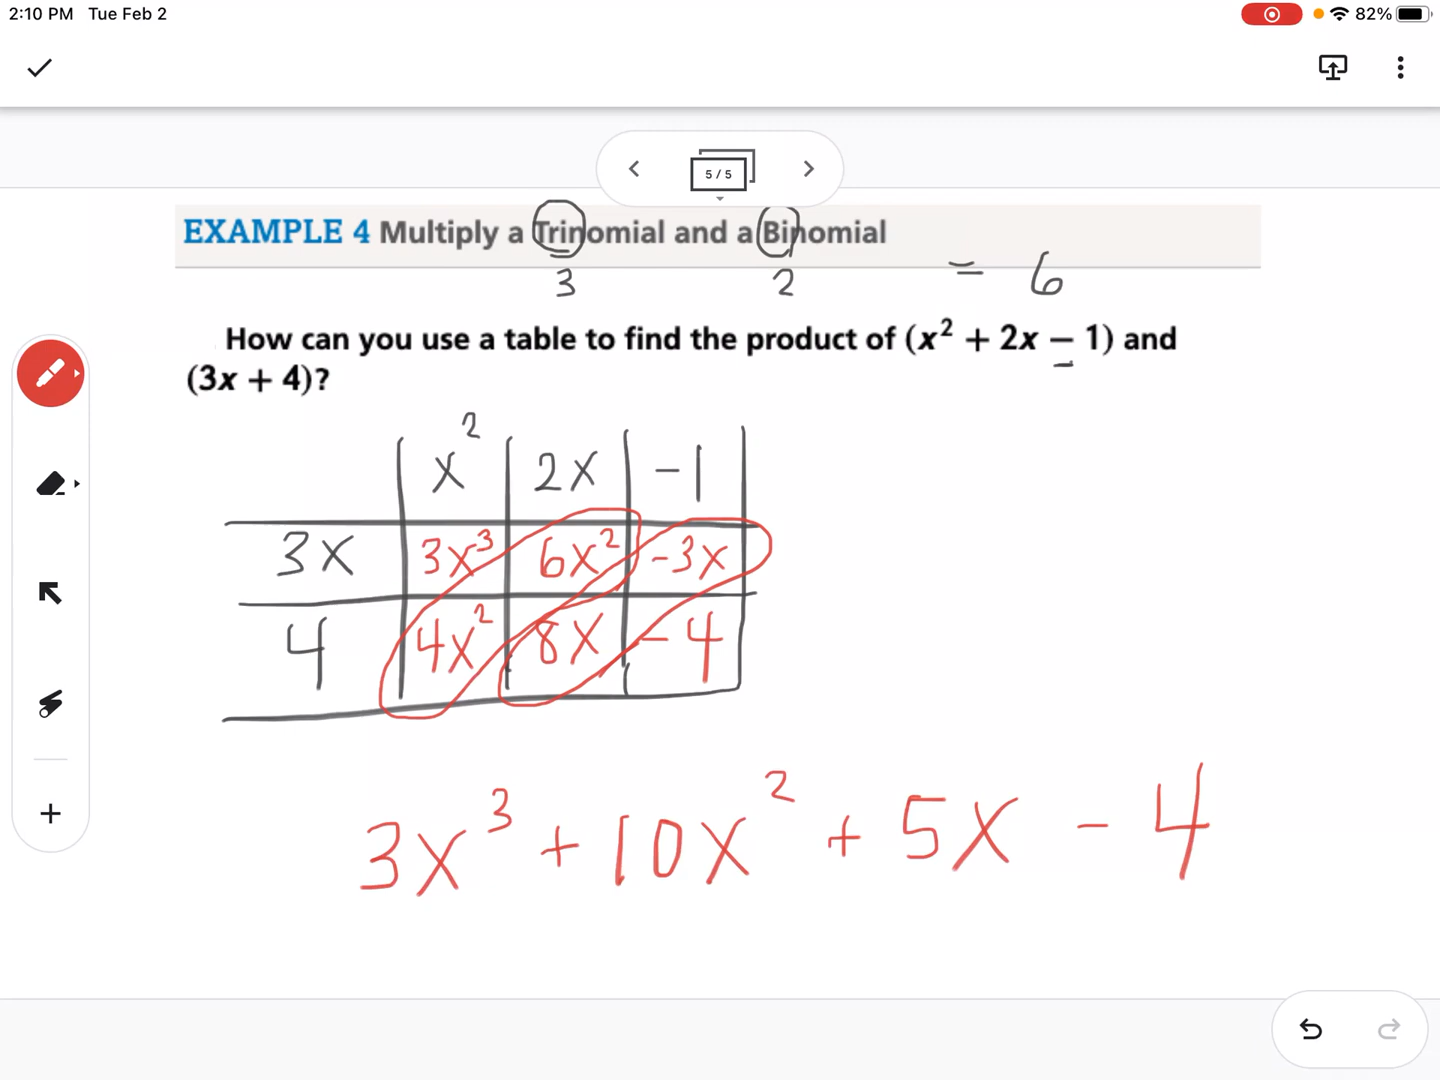 2:10 PM Tue Feb 2 82%
5 / 5
EXAMPLE 4 Multiply a Trinomial and a Binomial
3 2 = 6
How can you use a table to find the product of (x² + 2x − 1) and
(3x + 4)?
x² 2x -1
3x 3x³ 6x² -3x
4 4x² 8x -4
3x³ + 10x² + 5x - 4